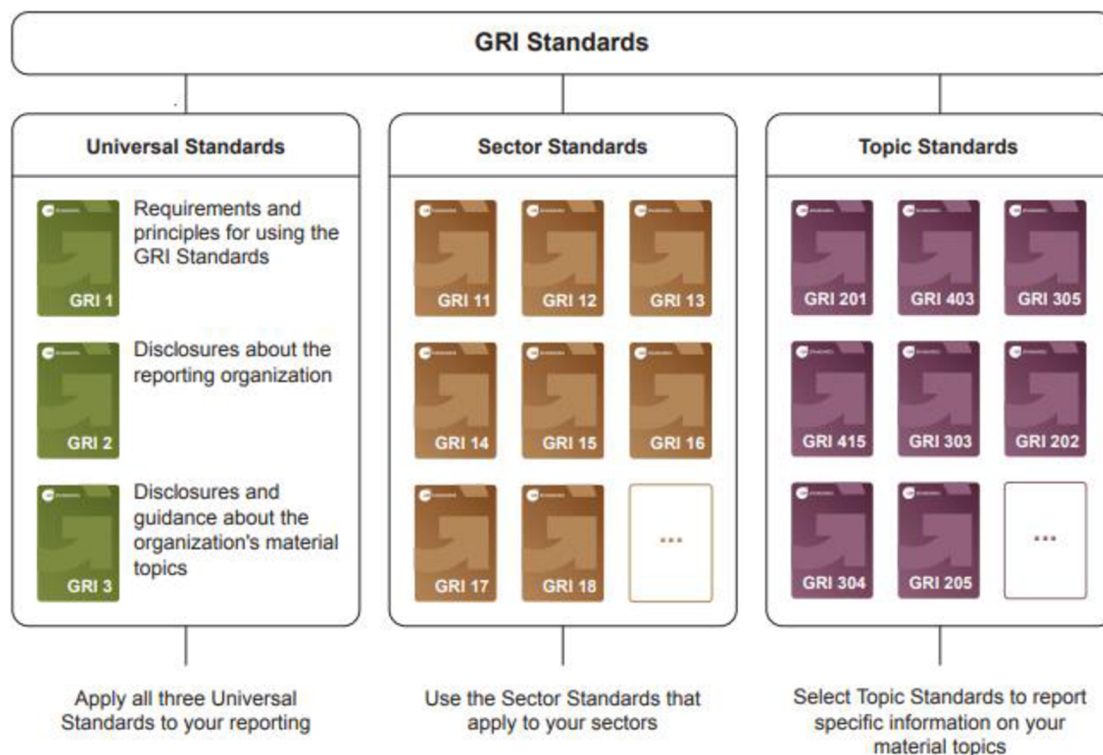 GRI Standards
Universal Standards
GRI 1
Requirements and
principles for using the
GRI Standards
GRI 2
Disclosures about the
reporting organization
GRI 3
Disclosures and
guidance about the
organization's material
topics
Apply all three Universal
Standards to your reporting
Sector Standards
GRI 11
GRI 12
GRI 13
GRI 14
GRI 15
GRI 16
GRI 17
GRI 18
...
Use the Sector Standards that
apply to your sectors
Topic Standards
GRI 201
GRI 403
GRI 305
GRI 415
GRI 303
GRI 202
GRI 304
GRI 205
...
Select Topic Standards to report
specific information on your
material topics